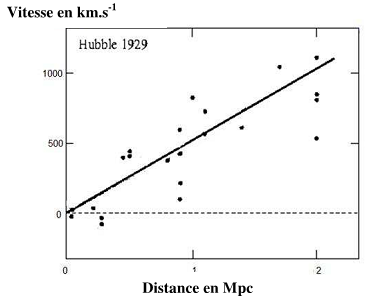 Vitesse en km.s-1
Hubble 1929
1000
500
0
0 1 2
Distance en Mpc